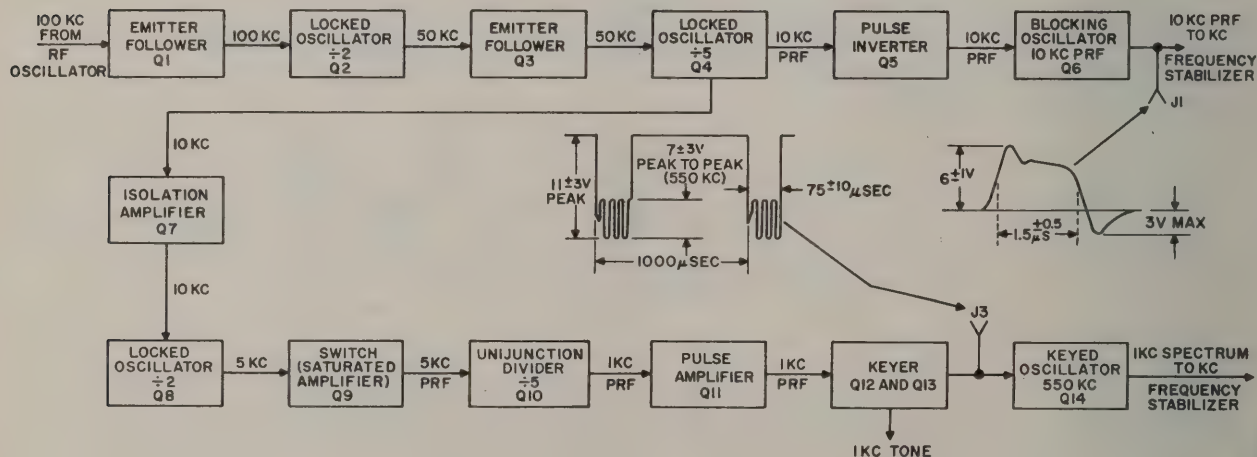 100 KC
FROM
RF
OSCILLATOR
EMITTER
FOLLOWER
Q1
100 KC
LOCKED
OSCILLATOR
÷2
Q2
50 KC
EMITTER
FOLLOWER
Q3
50 KC
LOCKED
OSCILLATOR
÷5
Q4
10 KC
PRF
PULSE
INVERTER
Q5
10KC
PRF
BLOCKING
OSCILLATOR
10 KC PRF
Q6
10 KC PRF
TO KC
FREQUENCY
STABILIZER
J1
10 KC
ISOLATION
AMPLIFIER
Q7
10 KC
11±3V
PEAK
7±3V
PEAK TO PEAK
(550 KC)
75±10μSEC
1000μSEC
6±1V
1.5±0.5μS
3V MAX
J3
LOCKED
OSCILLATOR
÷2
Q8
5 KC
SWITCH
(SATURATED
AMPLIFIER)
Q9
5KC
PRF
UNIJUNCTION
DIVIDER
÷5
Q10
1KC
PRF
PULSE
AMPLIFIER
Q11
1KC
PRF
KEYER
Q12 AND Q13
1KC TONE
KEYED
OSCILLATOR
550 KC
Q14
1KC SPECTRUM
TO KC
FREQUENCY
STABILIZER